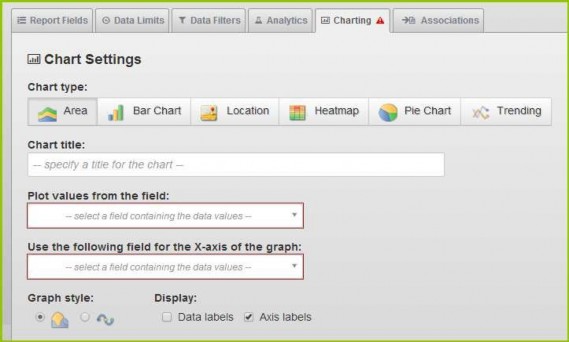 Report Fields Data Limits Data Filters Analytics Charting Associations
Chart Settings
Chart type:
Area Bar Chart Location Heatmap Pie Chart Trending
Chart title:
-- specify a title for the chart --
Plot values from the field:
-- select a field containing the data values --
Use the following field for the X-axis of the graph:
-- select a field containing the data values --
Graph style: Display:
Data labels Axis labels